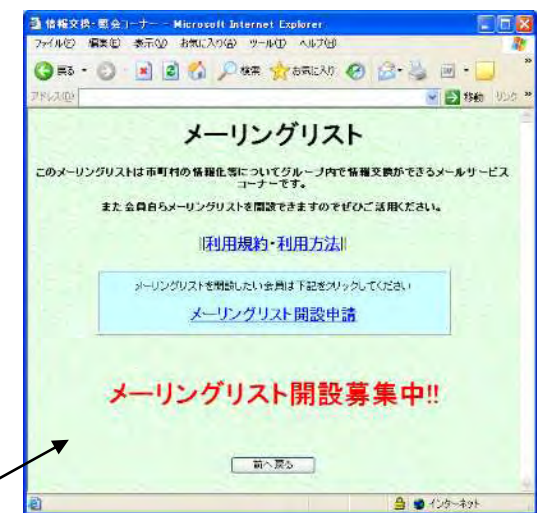 情報交換・照会コーナー - Microsoft Internet Explorer
ファイル(F) 編集(E) 表示(V) お気に入り(A) ツール(T) ヘルプ(H)
戻る 検索 お気に入り
アドレス(D) 移動 リンク
メーリングリスト
このメーリングリストは市町村の情報化等についてグループ内で情報交換ができるメールサービス
コーナーです。
また会員自らメーリングリストを開設できますのでぜひご活用ください。
||利用規約・利用方法||
メーリングリストを開設したい会員は下記をクリックしてください
メーリングリスト開設申請
メーリングリスト開設募集中!!
前へ戻る
インターネット